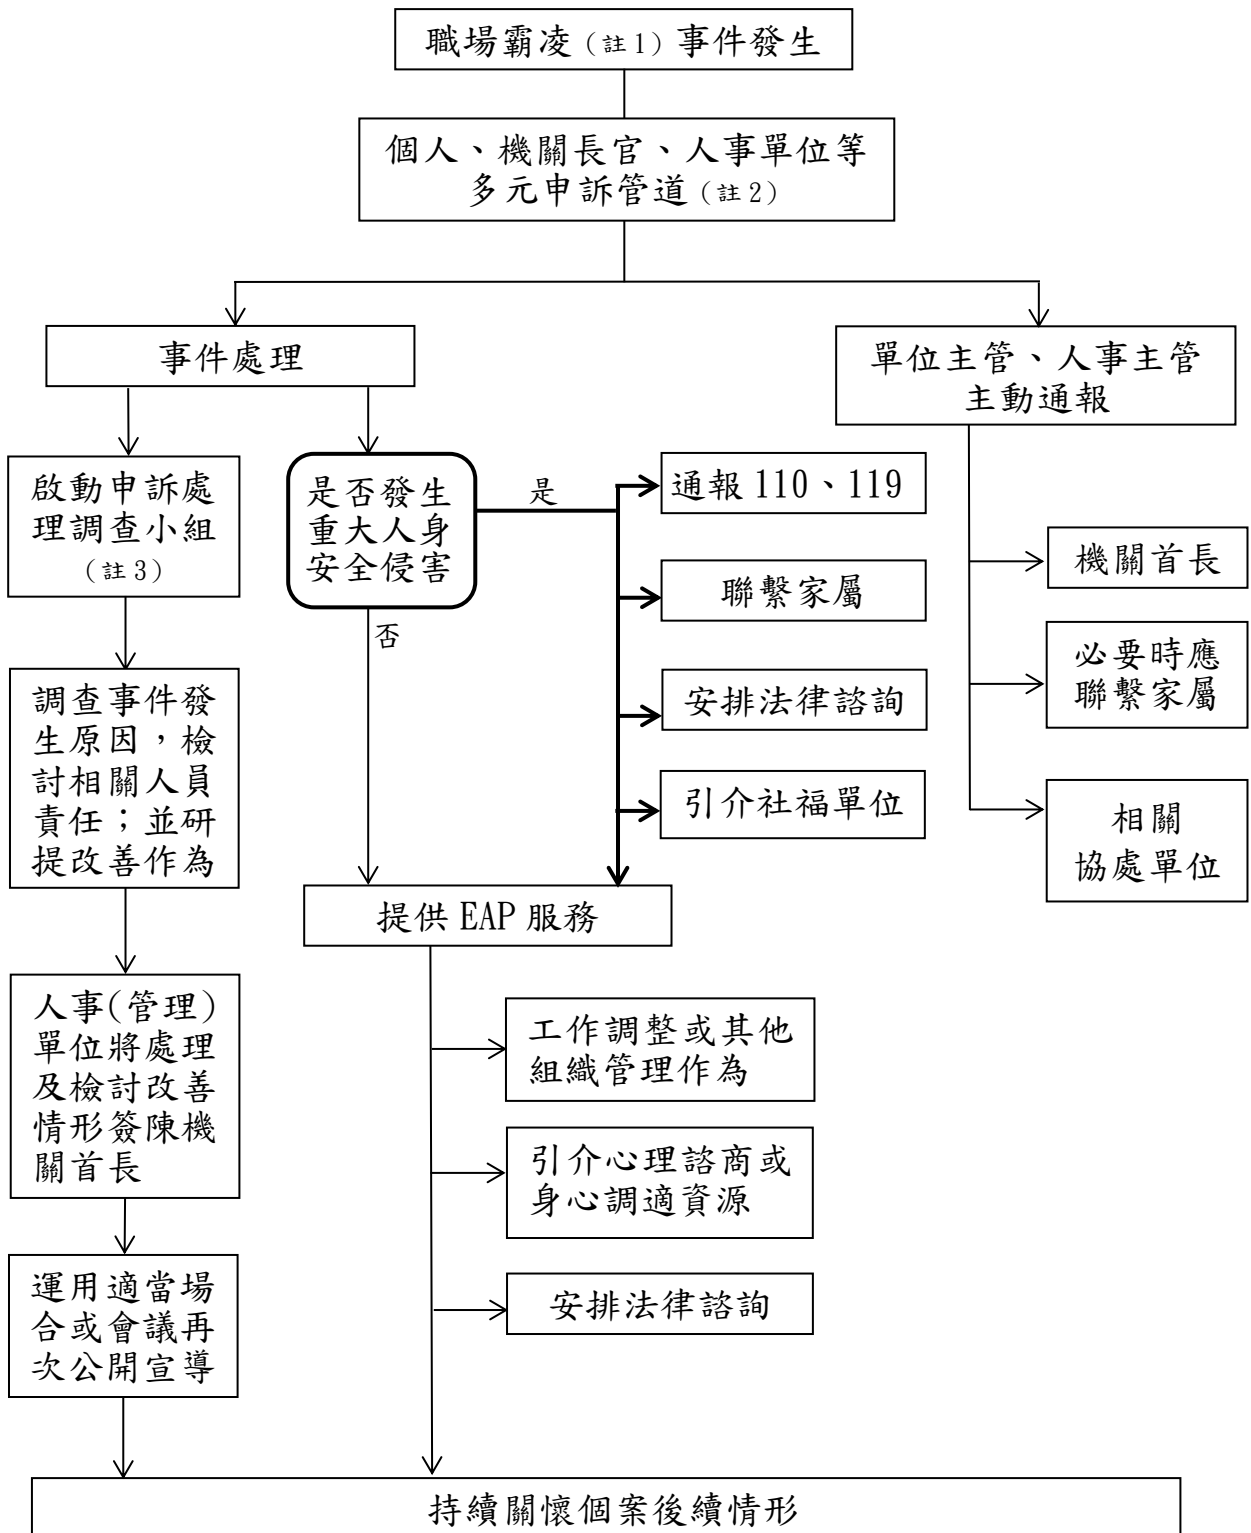 職場霸凌（註1）事件發生
個人、機關長官、人事單位等
多元申訴管道（註2）
事件處理
單位主管、人事主管
主動通報
啟動申訴處
理調查小組
（註3）
是否發生
重大人身
安全侵害
是
否
通報 110、119
聯繫家屬
安排法律諮詢
引介社福單位
機關首長
必要時應
聯繫家屬
相關
協處單位
調查事件發
生原因，檢
討相關人員
責任；並研
提改善作為
提供 EAP 服務
人事(管理)
單位將處理
及檢討改善
情形簽陳機
關首長
工作調整或其他
組織管理作為
引介心理諮商或
身心調適資源
安排法律諮詢
運用適當場
合或會議再
次公開宣導
持續關懷個案後續情形